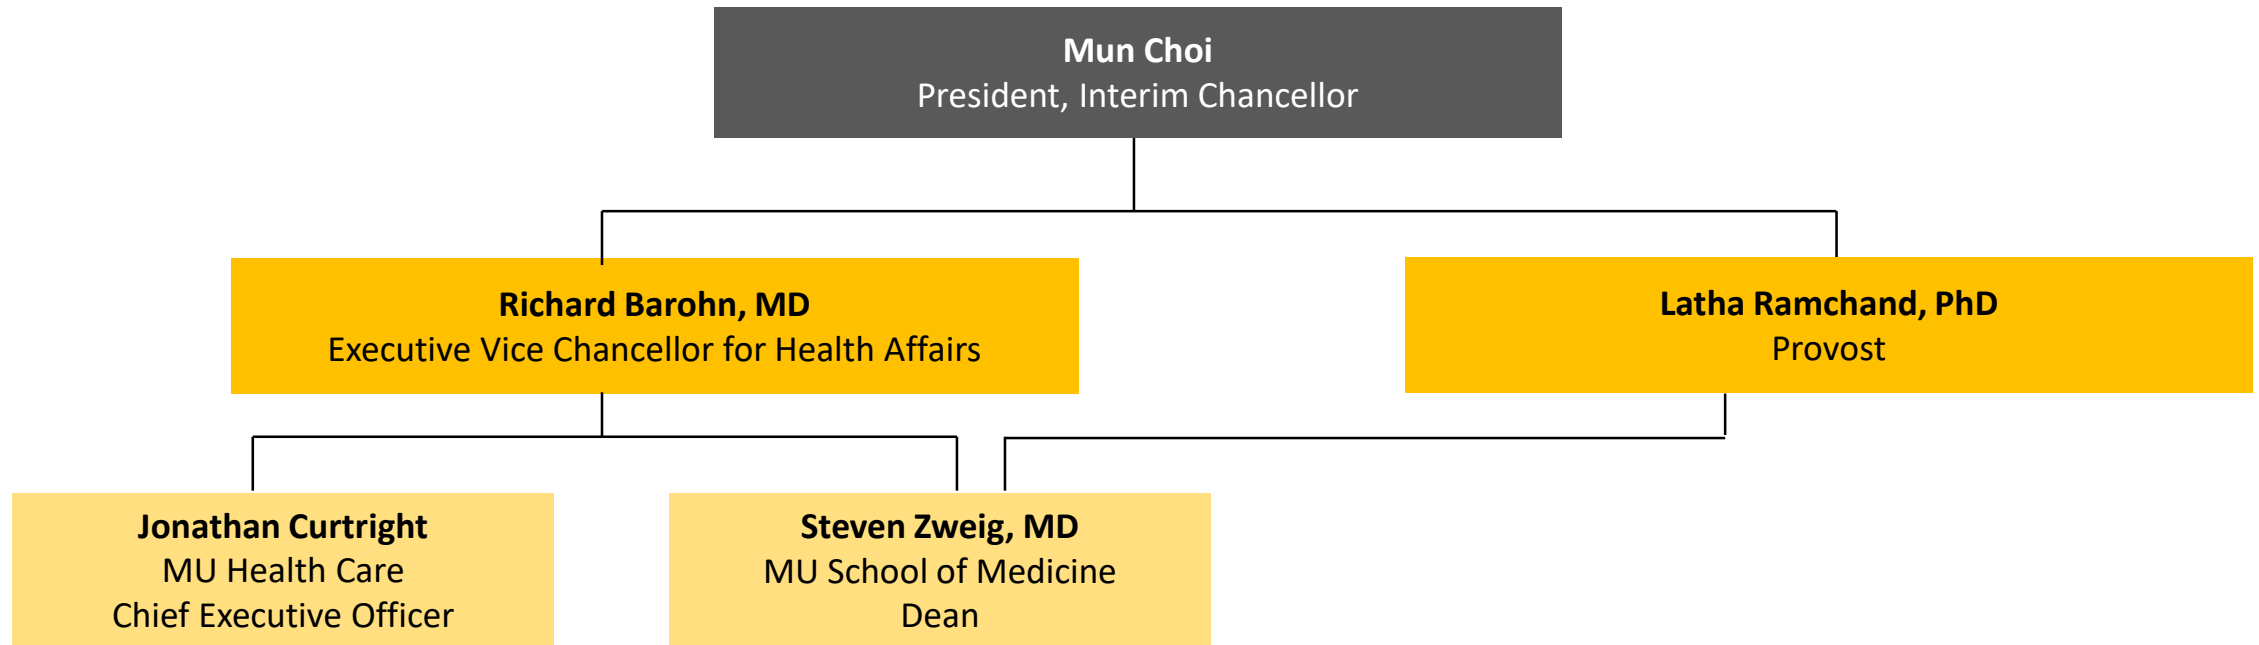 Mun Choi
President, Interim Chancellor
Richard Barohn, MD
Executive Vice Chancellor for Health Affairs
Latha Ramchand, PhD
Provost
Jonathan Curtright
MU Health Care
Chief Executive Officer
Steven Zweig, MD
MU School of Medicine
Dean